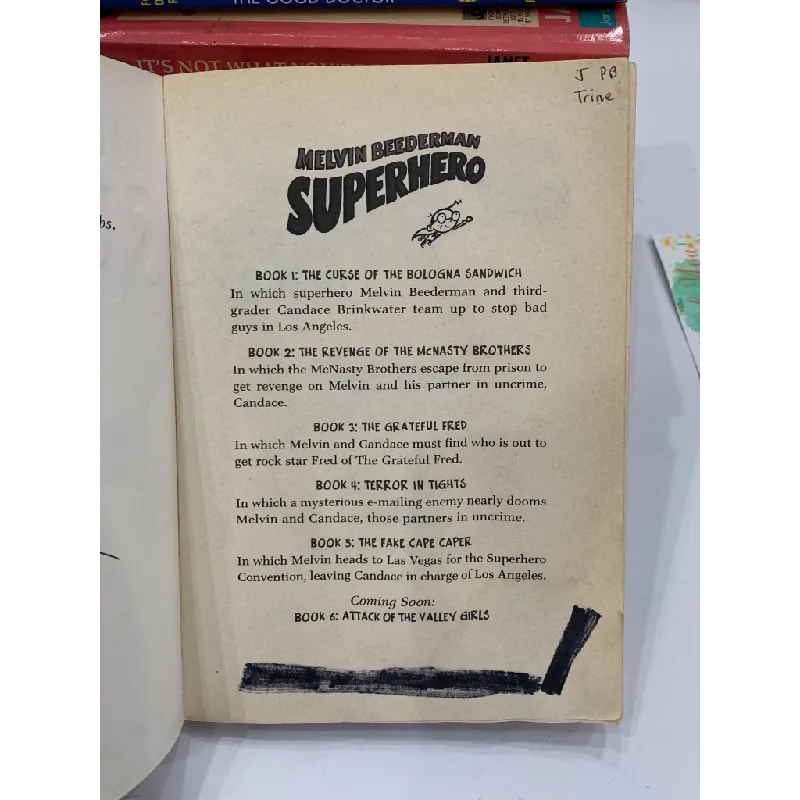 THE GOOD DOCTOR
IT'S NOT WHAT
JANET
J PB
Trine
bs.
MELVIN BEEDERMAN
SUPERHERO
BOOK 1: THE CURSE OF THE BOLOGNA SANDWICH
In which superhero Melvin Beederman and third-
grader Candace Brinkwater team up to stop bad
guys in Los Angeles.
BOOK 2: THE REVENGE OF THE McNASTY BROTHERS
In which the McNasty Brothers escape from prison to
get revenge on Melvin and his partner in uncrime,
Candace.
BOOK 3: THE GRATEFUL FRED
In which Melvin and Candace must find who is out to
get rock star Fred of The Grateful Fred.
BOOK 4: TERROR IN TIGHTS
In which a mysterious e-mailing enemy nearly dooms
Melvin and Candace, those partners in uncrime.
BOOK 5: THE FAKE CAPE CAPER
In which Melvin heads to Las Vegas for the Superhero
Convention, leaving Candace in charge of Los Angeles.
Coming Soon:
BOOK 6: ATTACK OF THE VALLEY GIRLS